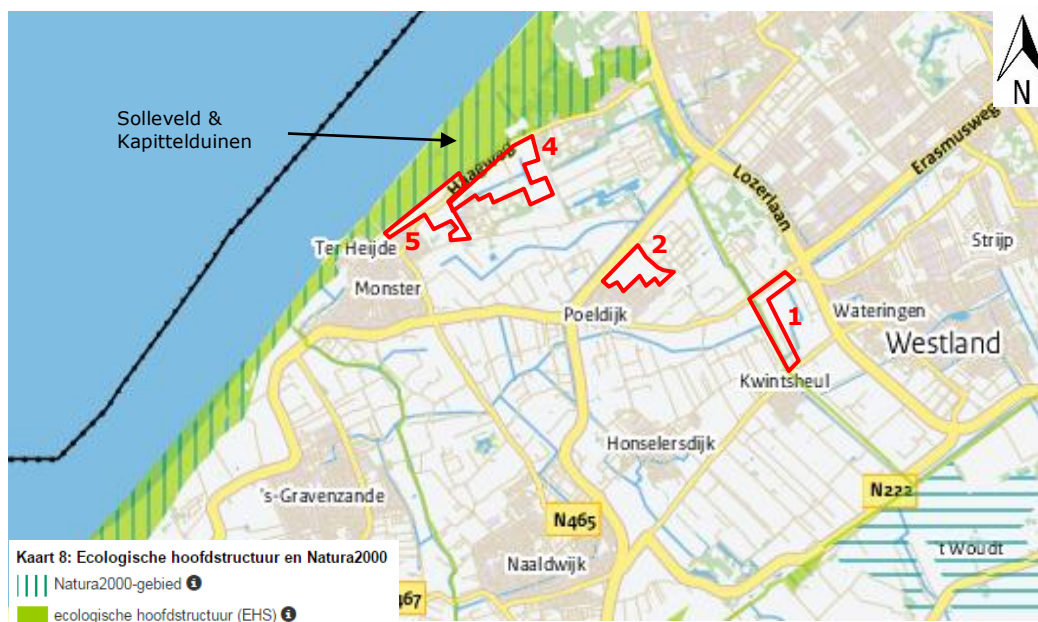 N
Solleveld &
Kapittelduinen
Haagweg
4
Erasmusweg
Lozerlaan
5
Ter Heijde
2
Strijp
Monster
Poeldijk
1
Wateringen
Westland
Kwintsheul
Honselersdijk
's-Gravenzande
N222
N465
t Woudt
Naaldwijk
Kaart 8: Ecologische hoofdstructuur en Natura2000
Natura2000-gebied
467
ecologische hoofdstructuur (EHS)